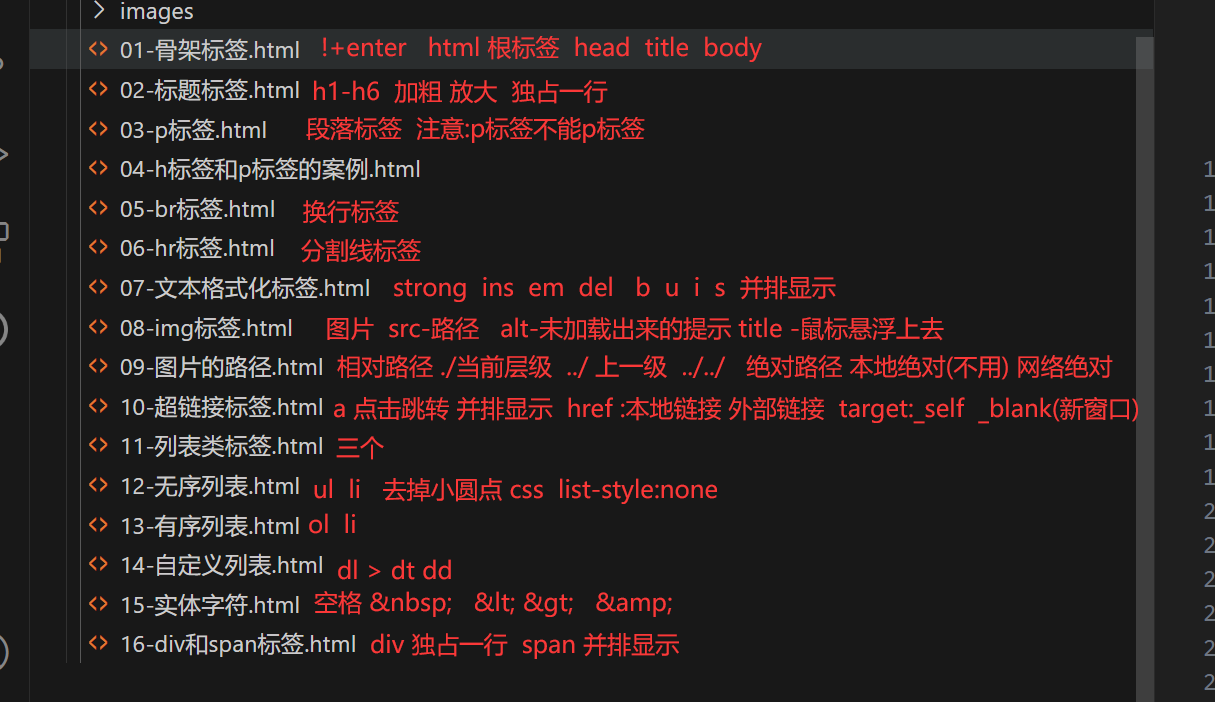 images
01-骨架标签.html !+enter html 根标签 head title body
02-标题标签.html h1-h6 加粗 放大 独占一行
03-p标签.html 段落标签 注意:p标签不能p标签
04-h标签和p标签的案例.html
05-br标签.html 换行标签
06-hr标签.html 分割线标签
07-文本格式化标签.html strong ins em del b u i s 并排显示
08-img标签.html 图片 src-路径 alt-未加载出来的提示 title -鼠标悬浮上去
09-图片的路径.html 相对路径 ./当前层级 ../ 上一级 ../../ 绝对路径 本地绝对(不用) 网络绝对
10-超链接标签.html a 点击跳转 并排显示 href :本地链接 外部链接 target:_self _blank(新窗口)
11-列表类标签.html 三个
12-无序列表.html ul li 去掉小圆点 css list-style:none
13-有序列表.html ol li
14-自定义列表.html dl > dt dd
15-实体字符.html 空格 &nbsp; &lt; &gt; &amp;
16-div和span标签.html div 独占一行 span 并排显示